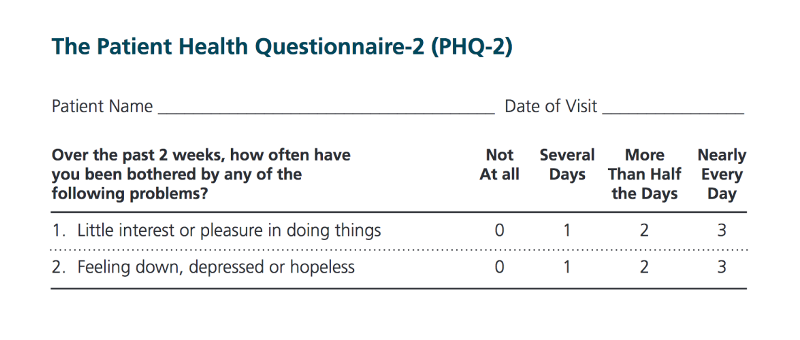 The Patient Health Questionnaire-2 (PHQ-2)
Patient Name Date of Visit
Over the past 2 weeks, how often have Not Several More Nearly
you been bothered by any of the At all Days Than Half Every
following problems? the Days Day
1. Little interest or pleasure in doing things 0 1 2 3
2. Feeling down, depressed or hopeless 0 1 2 3